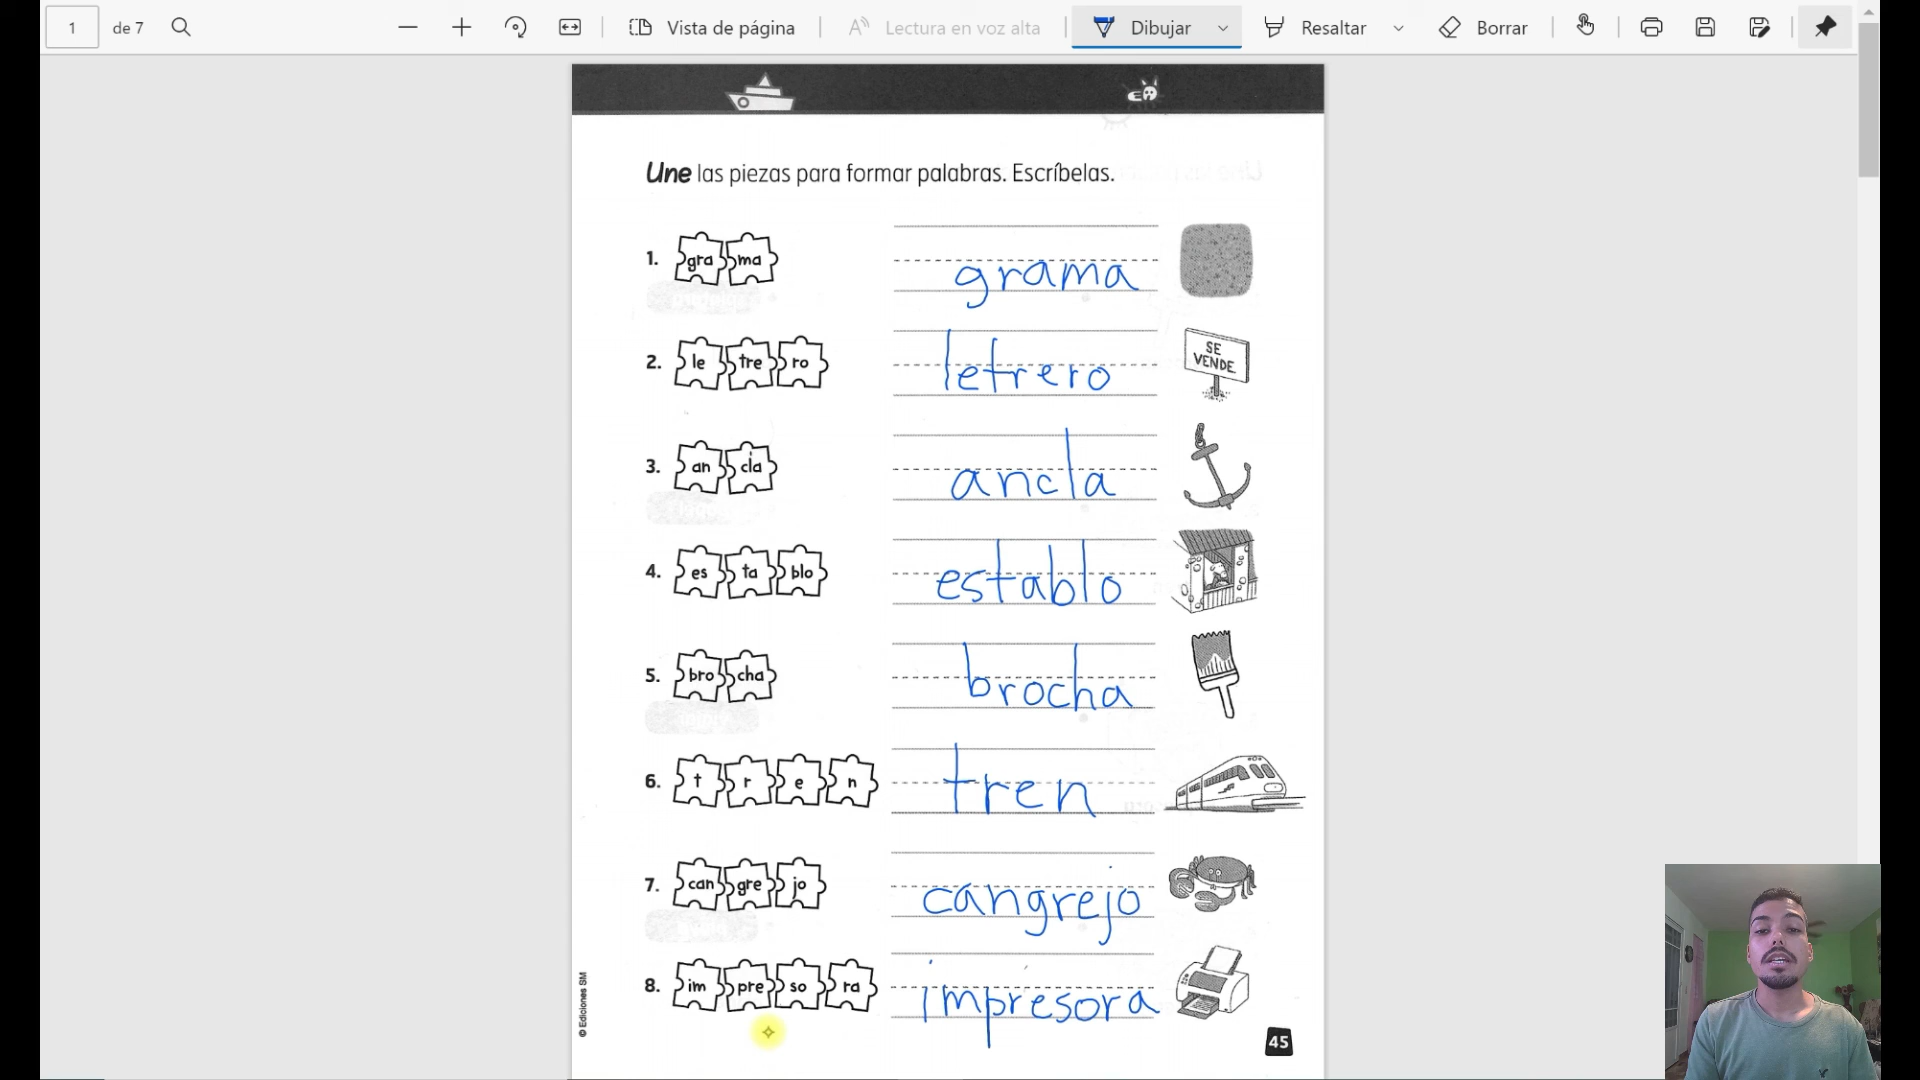 1 de 7 Vista de página Lectura en voz alta Dibujar Resaltar Borrar
Une las piezas para formar palabras. Escríbelas.
1. gra ma grama
2. le tre ro letrero SE VENDE
3. an cla ancla
4. es ta blo establo
5. bro cha brocha
6. t r e n tren
7. can gre jo cangrejo
8. im pre so ra impresora
© Ediciones SM
45